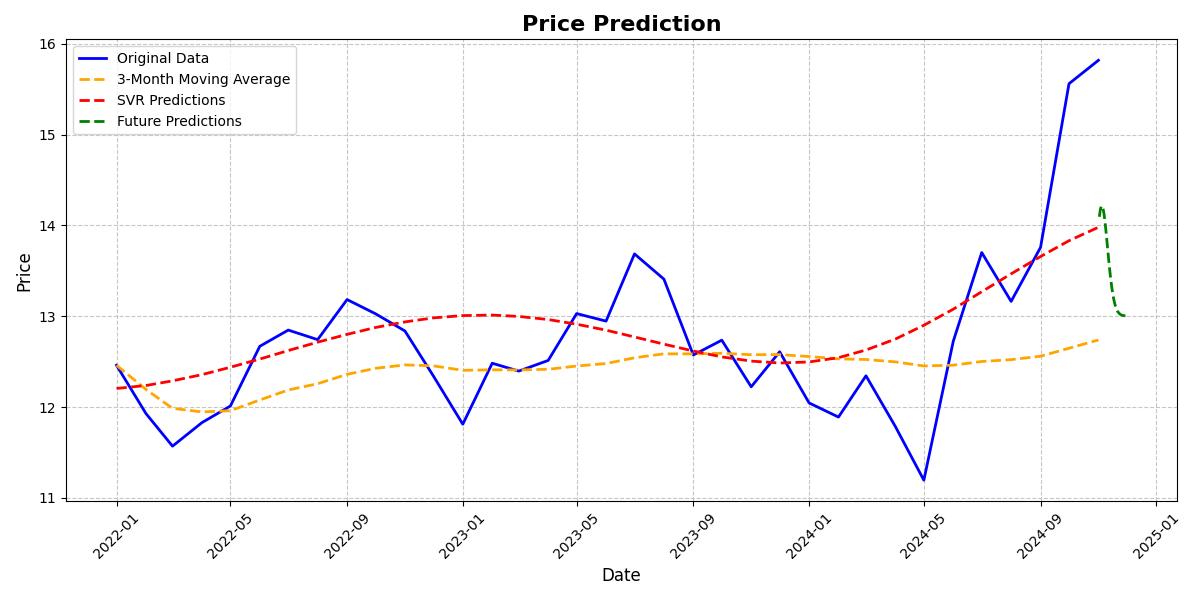 Price Prediction
Original Data
3-Month Moving Average
SVR Predictions
Future Predictions
Price
16
15
14
13
12
11
2022-01
2022-05
2022-09
2023-01
2023-05
2023-09
2024-01
2024-05
2024-09
2025-01
Date